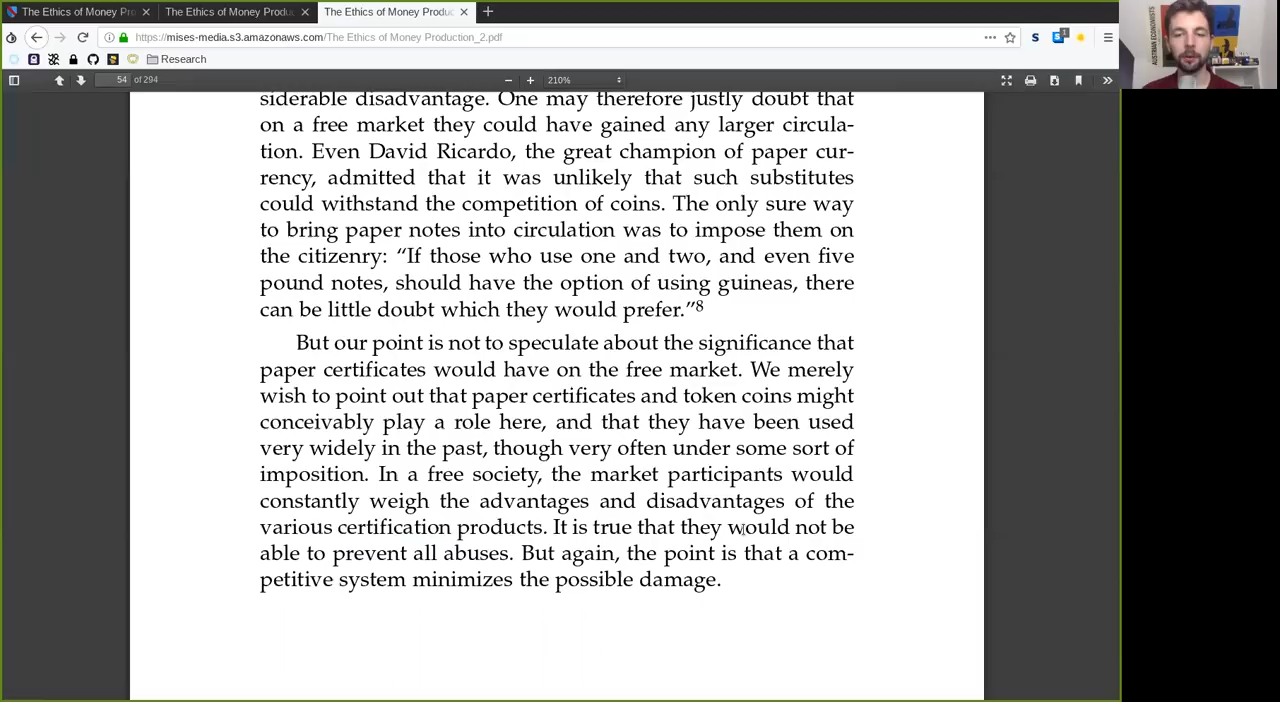 The Ethics of Money Pro
The Ethics of Money Produ
The Ethics of Money Produc
https://mises-media.s3.amazonaws.com/The Ethics of Money Production_2.pdf
Research
54 of 294
210%
AUSTRIAN ECONOMISTS
siderable disadvantage. One may therefore justly doubt that
on a free market they could have gained any larger circula-
tion. Even David Ricardo, the great champion of paper cur-
rency, admitted that it was unlikely that such substitutes
could withstand the competition of coins. The only sure way
to bring paper notes into circulation was to impose them on
the citizenry: “If those who use one and two, and even five
pound notes, should have the option of using guineas, there
can be little doubt which they would prefer.”8
But our point is not to speculate about the significance that
paper certificates would have on the free market. We merely
wish to point out that paper certificates and token coins might
conceivably play a role here, and that they have been used
very widely in the past, though very often under some sort of
imposition. In a free society, the market participants would
constantly weigh the advantages and disadvantages of the
various certification products. It is true that they would not be
able to prevent all abuses. But again, the point is that a com-
petitive system minimizes the possible damage.